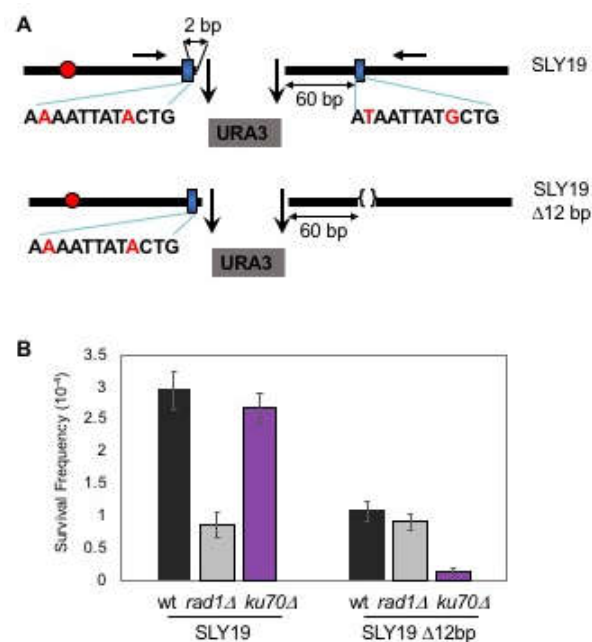 A
2 bp
SLY19
60 bp
AAAATTATACTG
ATAATTATGCTG
URA3
SLY19
Δ12 bp
{ }
60 bp
AAAATTATACTG
URA3
B
Survival Frequency (10⁻⁴)
3.5
3
2.5
2
1.5
1
0.5
0
wt rad1Δ ku70Δ wt rad1Δ ku70Δ
SLY19 SLY19 Δ12bp